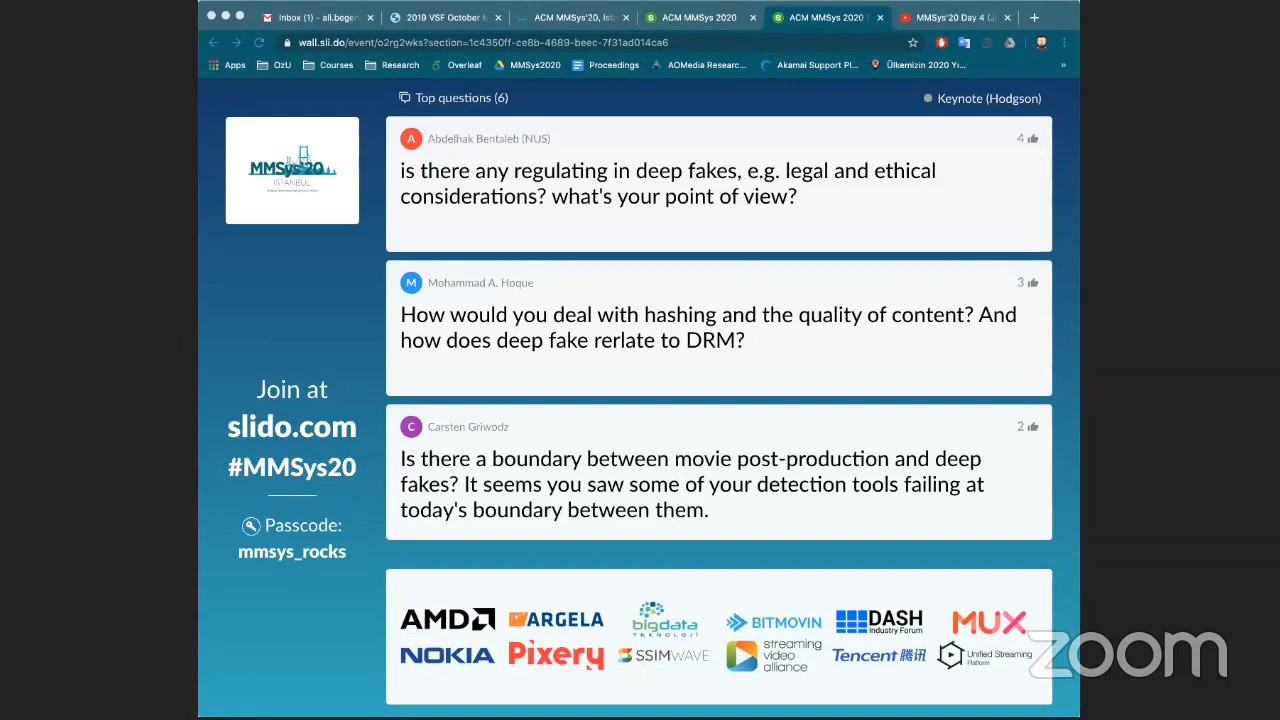 Inbox (1) - ali.begen
2019 VSF October M
ACM MMSys'20, Ista
ACM MMSys 2020
ACM MMSys 2020
MMSys'20 Day 4 (Ju
wall.sli.do/event/o2rg2wks?section=1c4350ff-ce8b-4689-beec-7f31ad014ca6
Apps
OzU
Courses
Research
Overleaf
MMSys2020
Proceedings
AOMedia Researc...
Akamai Support Pl...
Ülkemizin 2020 Yı...
»
Top questions (6)
Keynote (Hodgson)
MMSys'20
ISTANBUL
A
Abdelhak Bentaleb (NUS)
4
is there any regulating in deep fakes, e.g. legal and ethical
considerations? what's your point of view?
M
Mohammad A. Hoque
3
How would you deal with hashing and the quality of content? And
how does deep fake rerlate to DRM?
C
Carsten Griwodz
2
Is there a boundary between movie post-production and deep
fakes? It seems you saw some of your detection tools failing at
today's boundary between them.
Join at
slido.com
#MMSys20
Passcode:
mmsys_rocks
AMD
ARGELA
bigdata
TEKNOLOJİ
BITMOVIN
DASH
Industry Forum
MUX
NOKIA
Pixery
SSIMWAVE
streaming
video
alliance
Tencent 腾讯
Unified Streaming
Platform
zoom